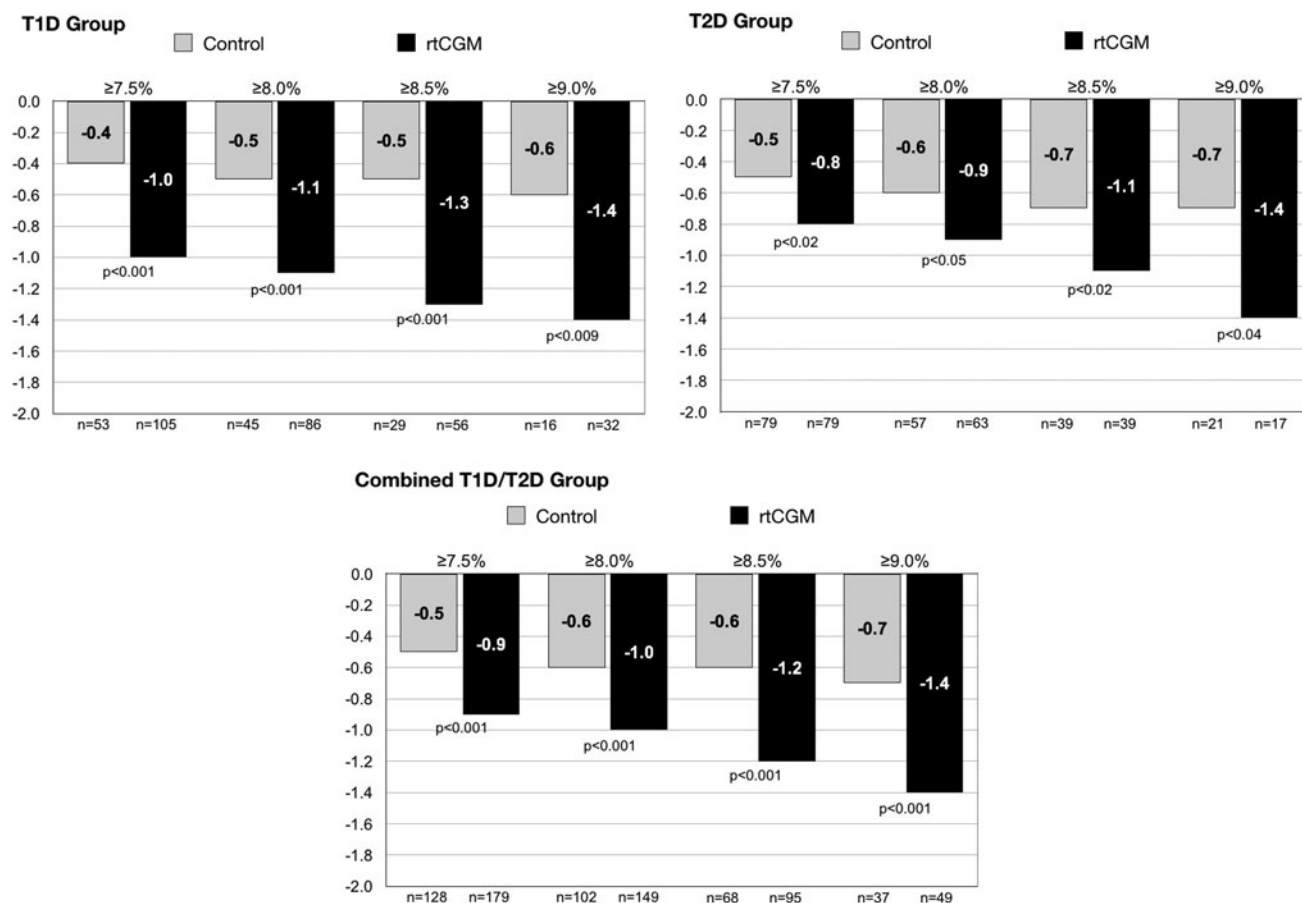 T1D Group
Control rtCGM
≥7.5% ≥8.0% ≥8.5% ≥9.0%
0.0
-0.2
-0.4
-0.6
-0.8
-1.0
-1.2
-1.4
-1.6
-1.8
-2.0
-0.4 -1.0 -0.5 -1.1 -0.5 -1.3 -0.6 -1.4
p<0.001 p<0.001 p<0.001 p<0.009
n=53 n=105 n=45 n=86 n=29 n=56 n=16 n=32
T2D Group
Control rtCGM
≥7.5% ≥8.0% ≥8.5% ≥9.0%
0.0
-0.2
-0.4
-0.6
-0.8
-1.0
-1.2
-1.4
-1.6
-1.8
-2.0
-0.5 -0.8 -0.6 -0.9 -0.7 -1.1 -0.7 -1.4
p<0.02 p<0.05 p<0.02 p<0.04
n=79 n=79 n=57 n=63 n=39 n=39 n=21 n=17
Combined T1D/T2D Group
Control rtCGM
≥7.5% ≥8.0% ≥8.5% ≥9.0%
0.0
-0.2
-0.4
-0.6
-0.8
-1.0
-1.2
-1.4
-1.6
-1.8
-2.0
-0.5 -0.9 -0.6 -1.0 -0.6 -1.2 -0.7 -1.4
p<0.001 p<0.001 p<0.001 p<0.001
n=128 n=179 n=102 n=149 n=68 n=95 n=37 n=49